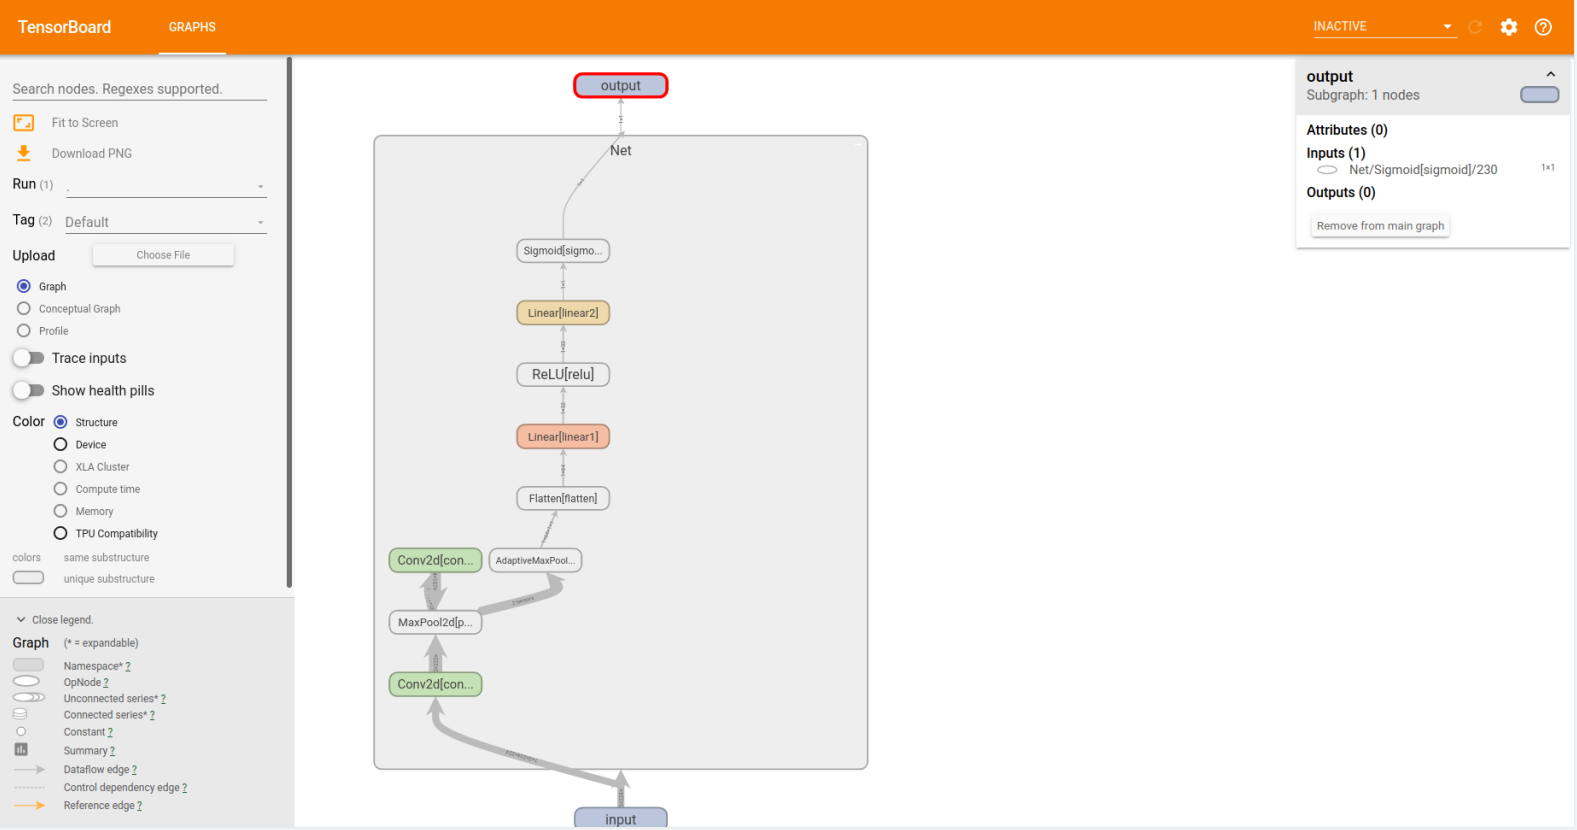 TensorBoard
GRAPHS
INACTIVE
Search nodes. Regexes supported.
Fit to Screen
Download PNG
Run (1) .
Tag (2) Default
Upload Choose File
Graph
Conceptual Graph
Profile
Trace inputs
Show health pills
Color Structure
Device
XLA Cluster
Compute time
Memory
TPU Compatibility
colors same substructure
unique substructure
Close legend.
Graph (* = expandable)
Namespace* ?
OpNode ?
Unconnected series* ?
Connected series* ?
Constant ?
Summary ?
Dataflow edge ?
Control dependency edge ?
Reference edge ?
output
Net
Sigmoid[sigmo...
Linear[linear2]
ReLU[relu]
Linear[linear1]
Flatten[flatten]
Conv2d[con... AdaptiveMaxPool...
2 tensors
MaxPool2d[p...
Conv2d[con...
input
output
Subgraph: 1 nodes
Attributes (0)
Inputs (1)
Net/Sigmoid[sigmoid]/230 1×1
Outputs (0)
Remove from main graph